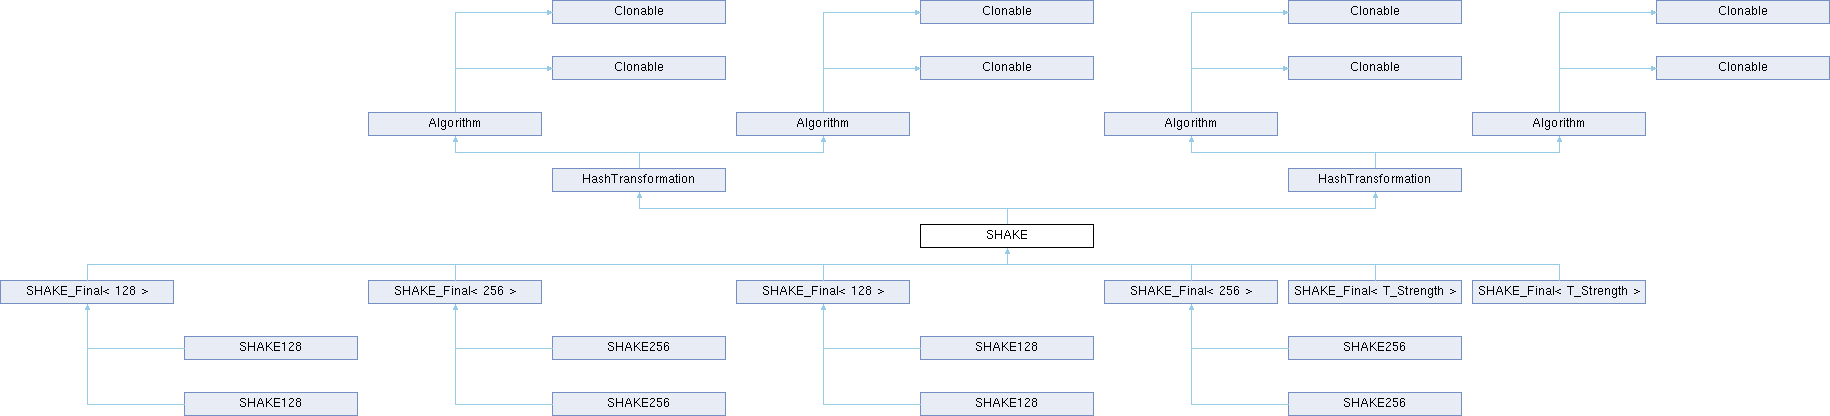 Clonable Clonable Clonable Clonable
Clonable Clonable Clonable Clonable
Algorithm Algorithm Algorithm Algorithm
HashTransformation HashTransformation
SHAKE
SHAKE_Final< 128 > SHAKE_Final< 256 > SHAKE_Final< 128 > SHAKE_Final< 256 > SHAKE_Final< T_Strength > SHAKE_Final< T_Strength >
SHAKE128 SHAKE256 SHAKE128 SHAKE256
SHAKE128 SHAKE256 SHAKE128 SHAKE256